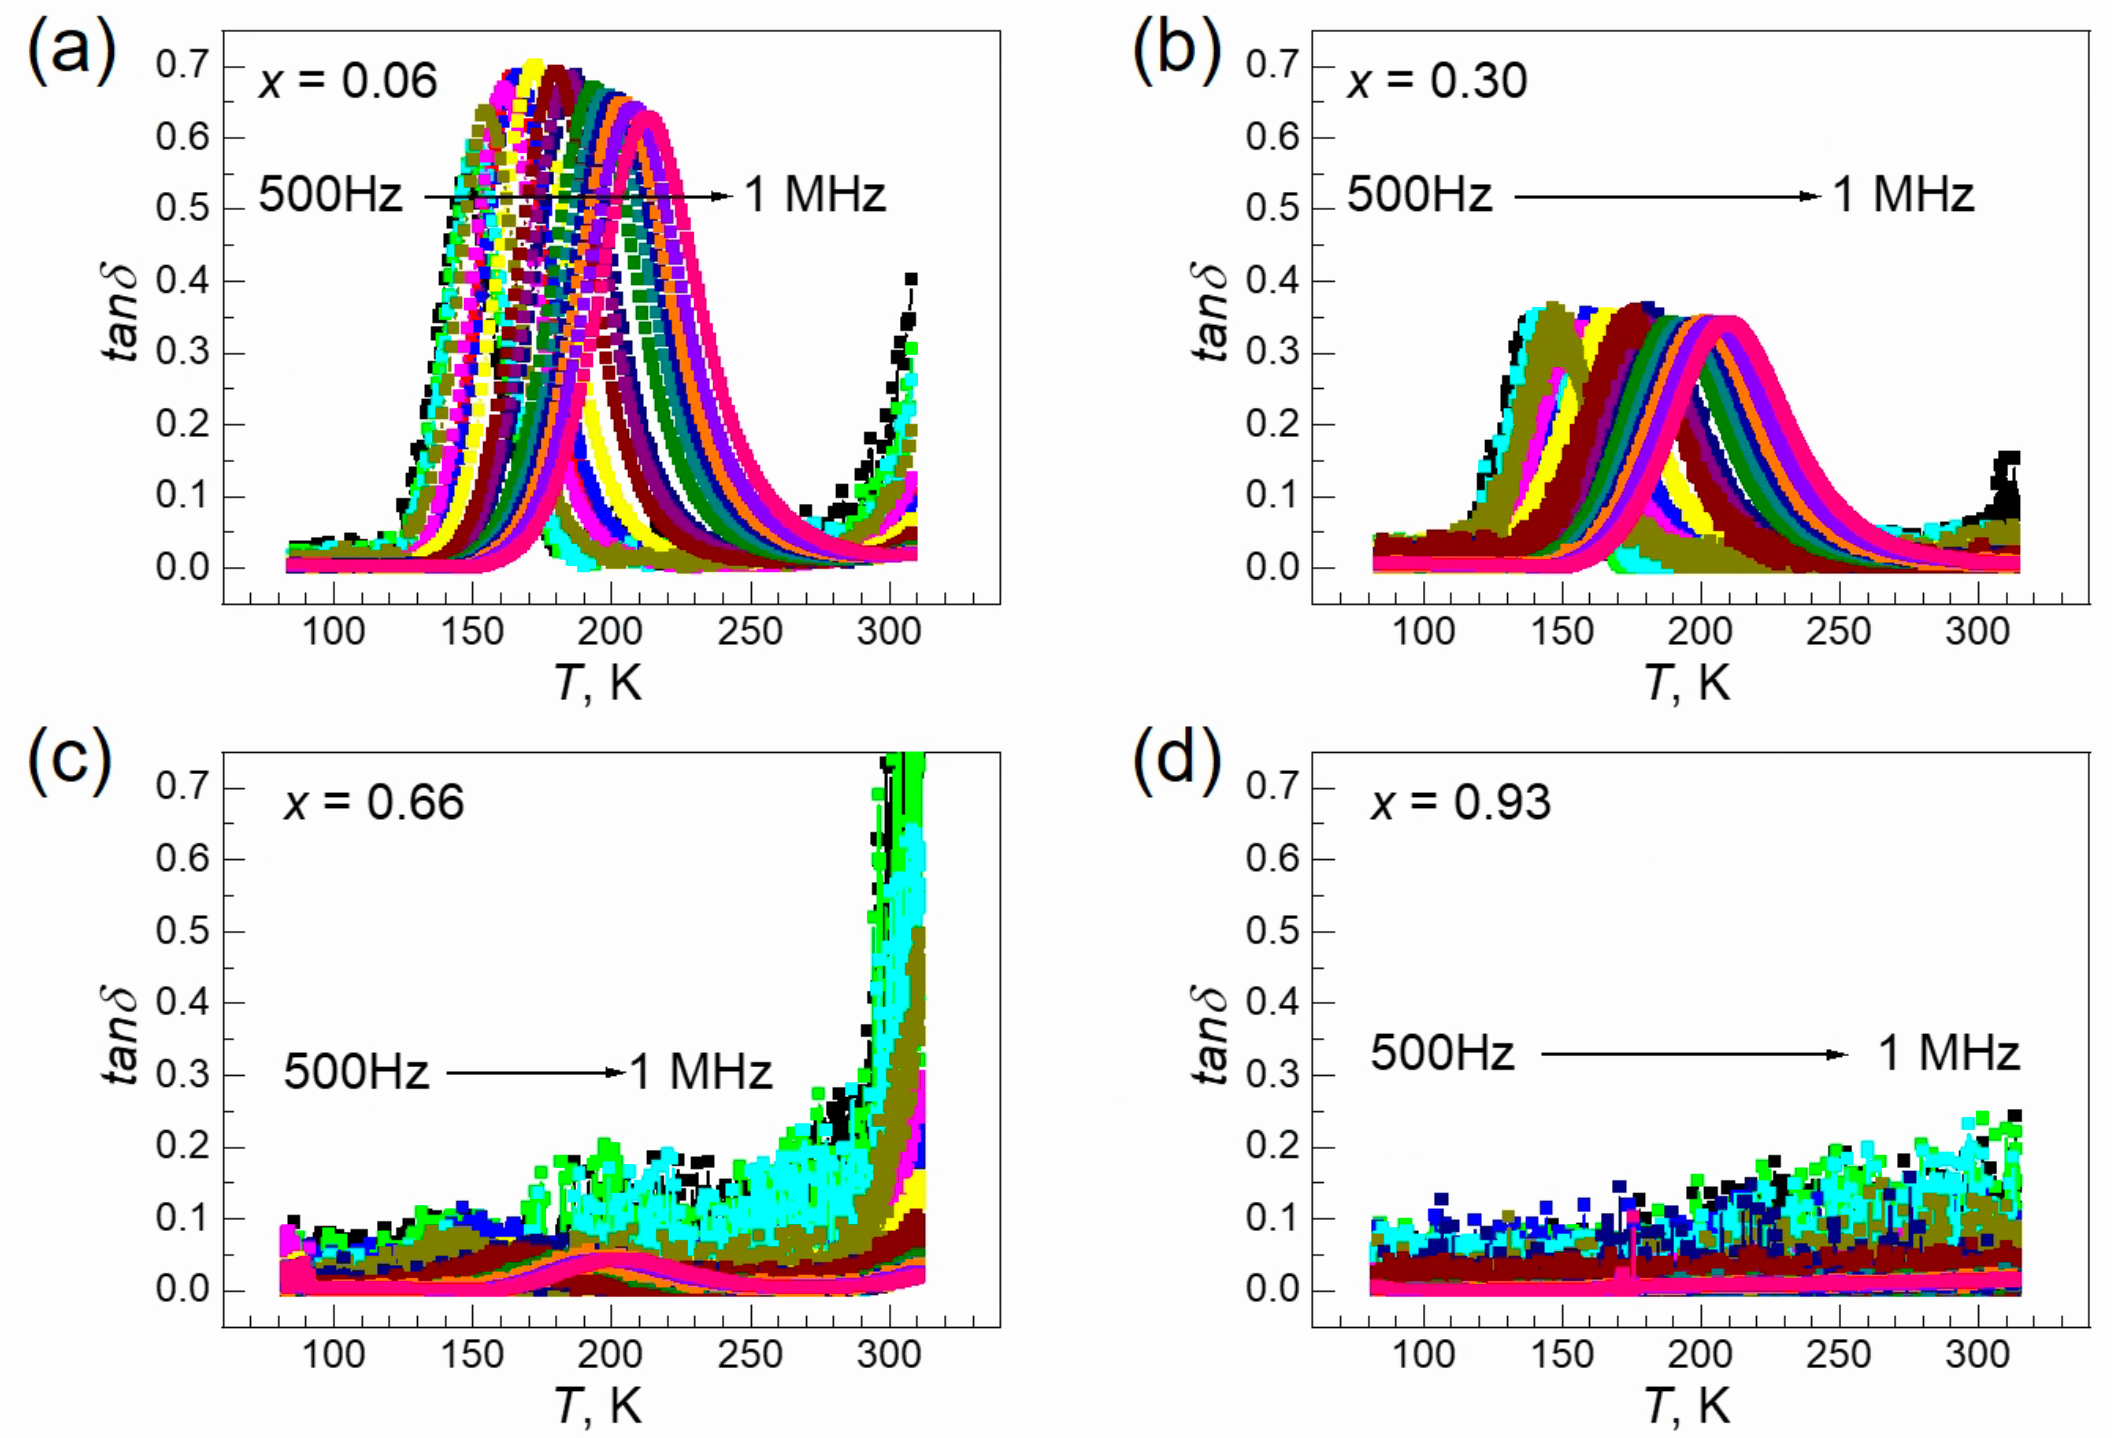 (a)
x = 0.06
500Hz 1 MHz
tanδ
0.7
0.6
0.5
0.4
0.3
0.2
0.1
0.0
100 150 200 250 300
T, K
(b)
x = 0.30
500Hz 1 MHz
tanδ
0.7
0.6
0.5
0.4
0.3
0.2
0.1
0.0
100 150 200 250 300
T, K
(c)
x = 0.66
500Hz 1 MHz
tanδ
0.7
0.6
0.5
0.4
0.3
0.2
0.1
0.0
100 150 200 250 300
T, K
(d)
x = 0.93
500Hz 1 MHz
tanδ
0.7
0.6
0.5
0.4
0.3
0.2
0.1
0.0
100 150 200 250 300
T, K